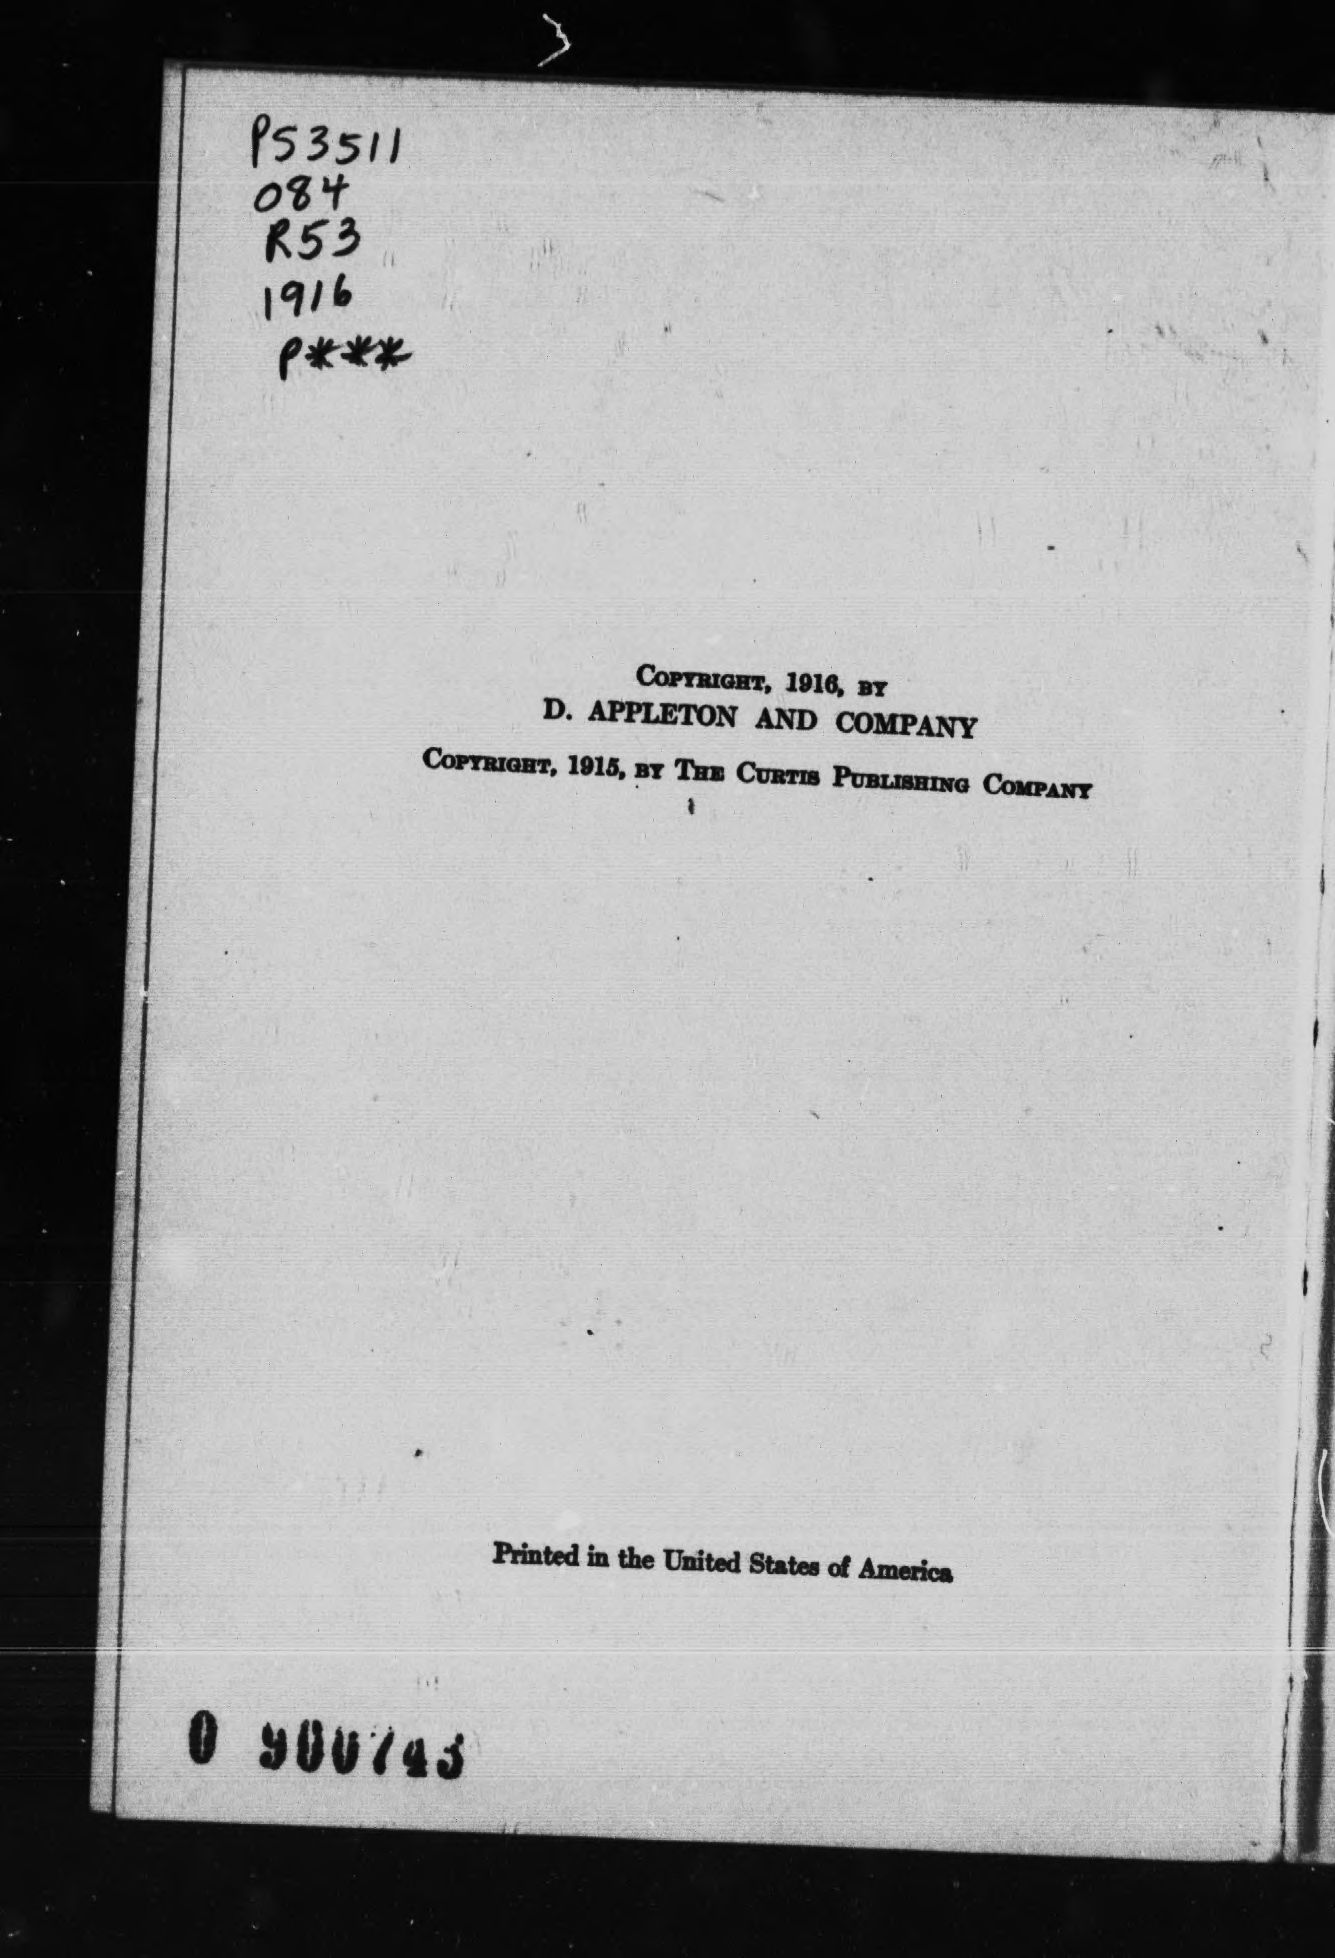 PS3511
O84
R53
1916
P***
COPYRIGHT, 1916, BY
D. APPLETON AND COMPANY
COPYRIGHT, 1915, BY THE CURTIS PUBLISHING COMPANY
Printed in the United States of America
0 900743